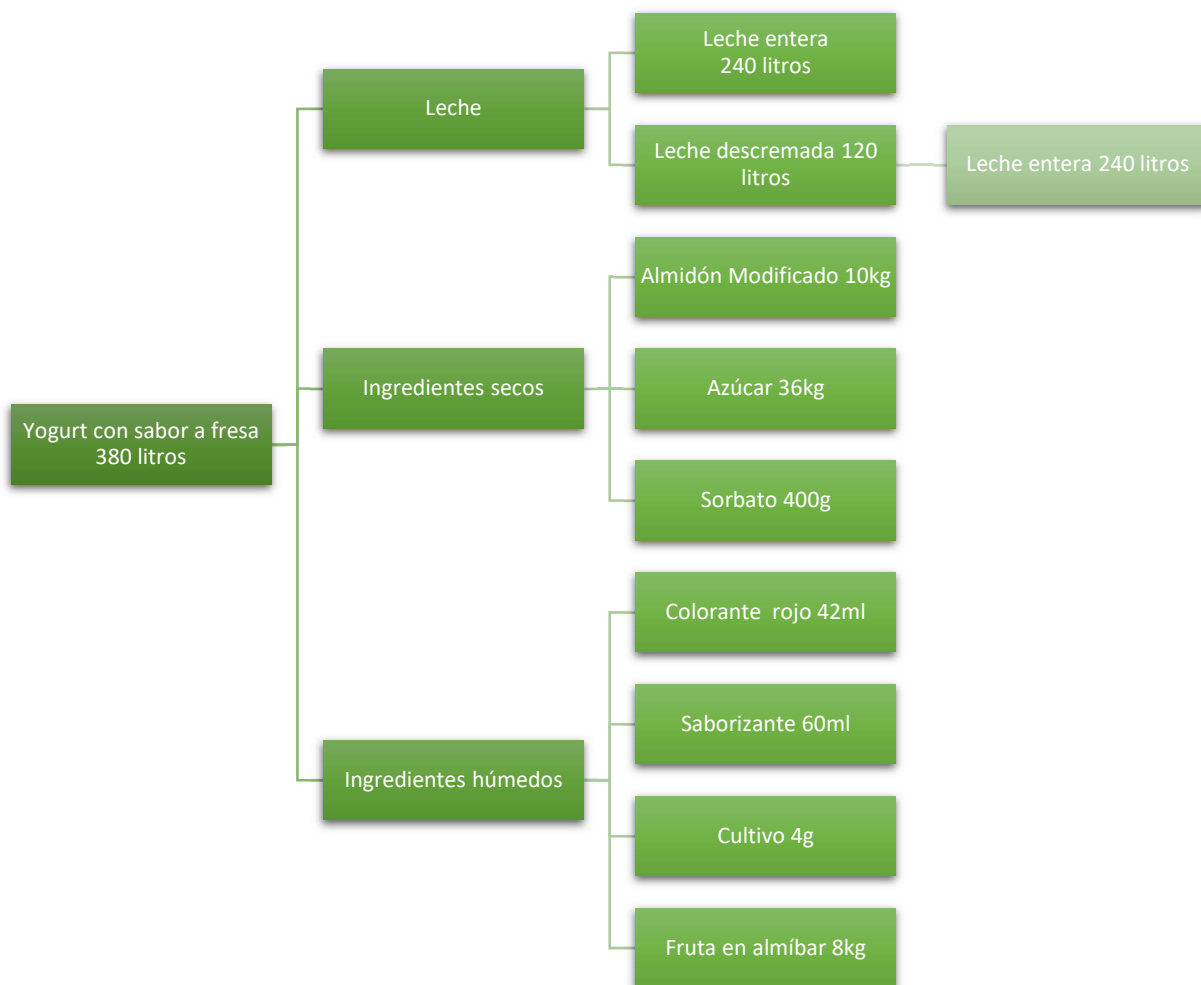 Yogurt con sabor a fresa
380 litros
Leche
Leche entera
240 litros
Leche descremada 120
litros
Leche entera 240 litros
Ingredientes secos
Almidón Modificado 10kg
Azúcar 36kg
Sorbato 400g
Ingredientes húmedos
Colorante  rojo 42ml
Saborizante 60ml
Cultivo 4g
Fruta en almíbar 8kg